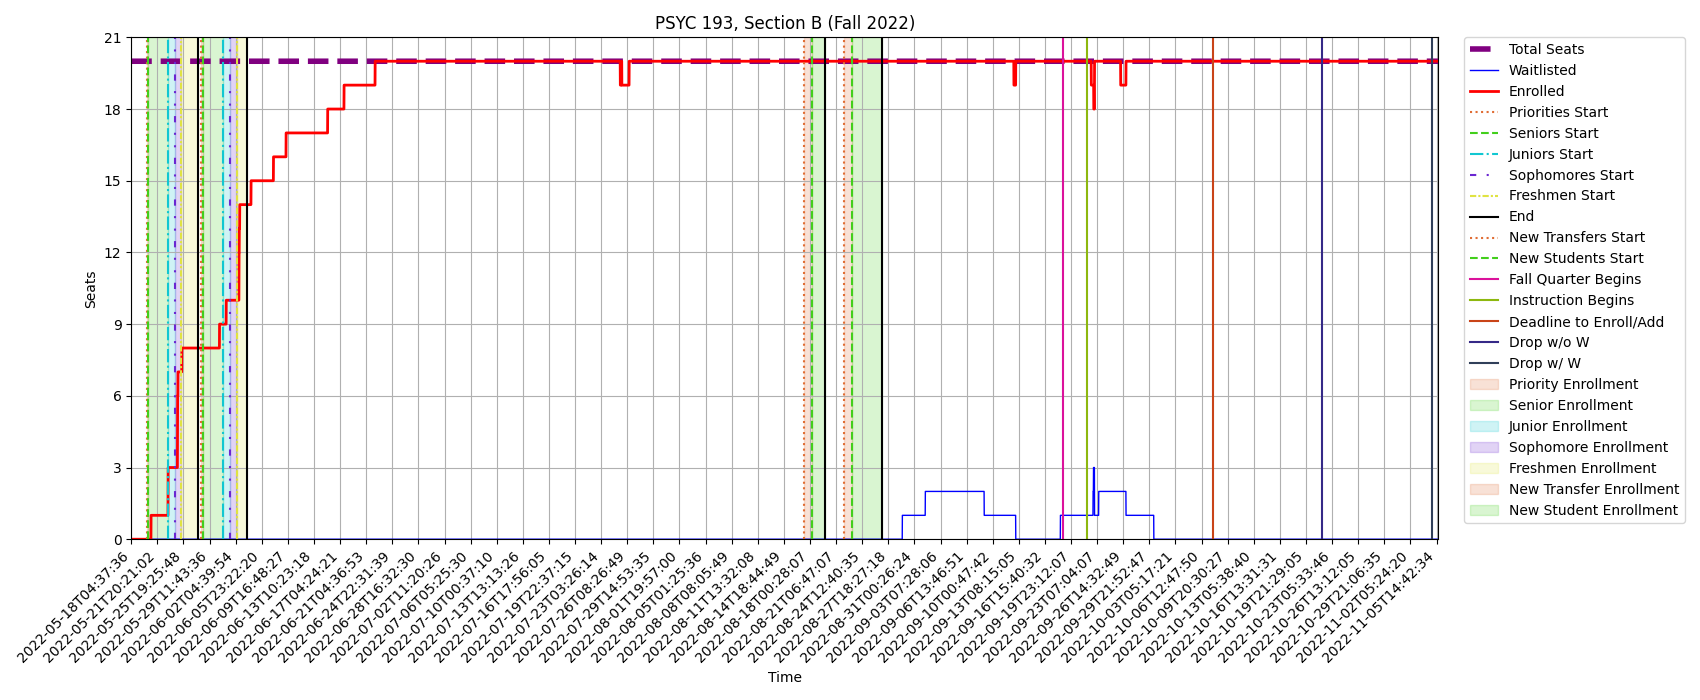 PSYC 193, Section B (Fall 2022)
Seats
21
18
15
12
9
6
3
0
2022-05-18T04:37:36
2022-05-21T20:21:02
2022-05-25T19:25:48
2022-05-29T11:43:36
2022-06-02T04:39:54
2022-06-05T23:22:20
2022-06-09T16:48:27
2022-06-13T10:23:18
2022-06-17T04:24:21
2022-06-21T04:36:53
2022-06-24T22:31:39
2022-06-28T16:32:30
2022-07-02T11:20:26
2022-07-06T05:25:30
2022-07-10T00:37:10
2022-07-13T13:13:26
2022-07-16T17:56:05
2022-07-19T22:37:15
2022-07-23T03:26:14
2022-07-26T08:26:49
2022-07-29T14:53:35
2022-08-01T19:57:00
2022-08-05T01:25:36
2022-08-08T08:05:49
2022-08-11T13:32:08
2022-08-14T18:44:49
2022-08-18T00:28:07
2022-08-21T06:47:07
2022-08-24T12:40:35
2022-08-27T18:27:18
2022-08-31T00:26:24
2022-09-03T07:28:06
2022-09-06T13:46:51
2022-09-10T00:47:42
2022-09-13T08:15:05
2022-09-16T15:40:32
2022-09-19T23:12:07
2022-09-23T07:04:07
2022-09-26T14:32:49
2022-09-29T21:52:47
2022-10-03T05:17:21
2022-10-06T12:47:50
2022-10-09T20:30:27
2022-10-13T05:38:40
2022-10-16T13:31:31
2022-10-19T21:29:05
2022-10-23T05:33:46
2022-10-26T13:12:05
2022-10-29T21:06:35
2022-11-02T05:24:20
2022-11-05T14:42:34
Time
Total Seats
Waitlisted
Enrolled
Priorities Start
Seniors Start
Juniors Start
Sophomores Start
Freshmen Start
End
New Transfers Start
New Students Start
Fall Quarter Begins
Instruction Begins
Deadline to Enroll/Add
Drop w/o W
Drop w/ W
Priority Enrollment
Senior Enrollment
Junior Enrollment
Sophomore Enrollment
Freshmen Enrollment
New Transfer Enrollment
New Student Enrollment